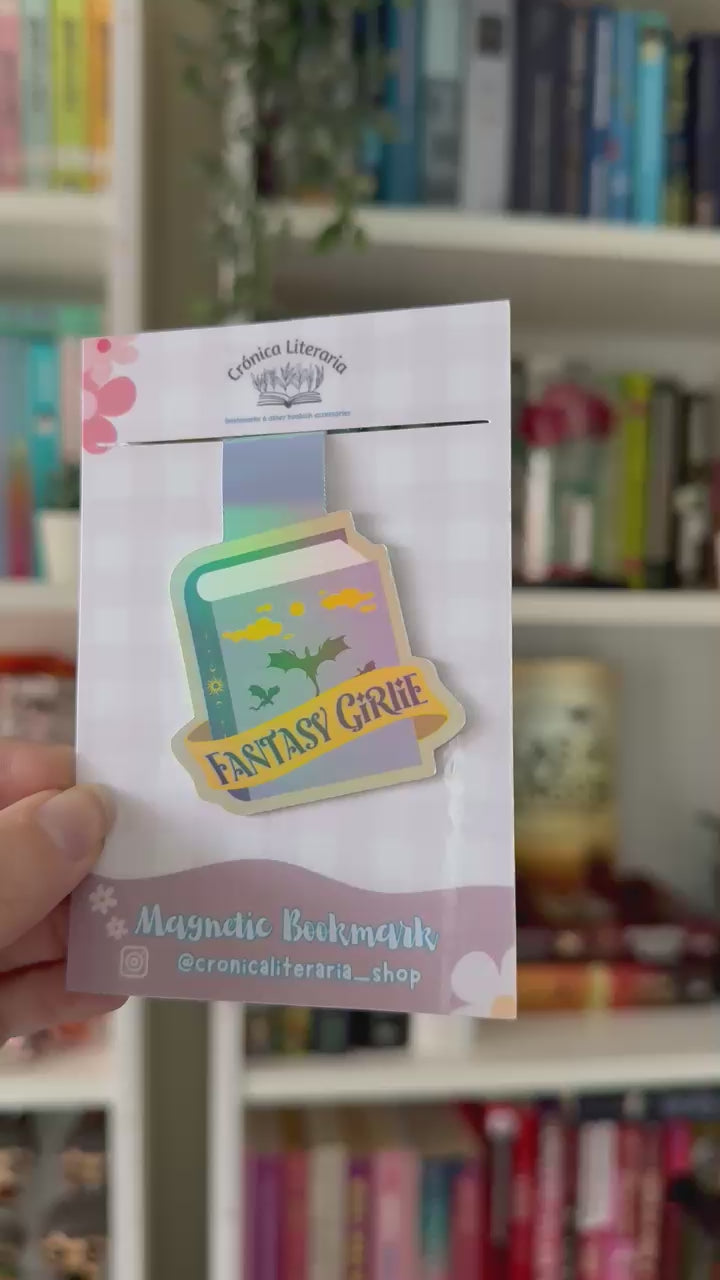 Crónica Literaria
bookmarks & other bookish accessories
FANTASY GIRLIE
Magnetic Bookmark
@cronicaliteraria_shop